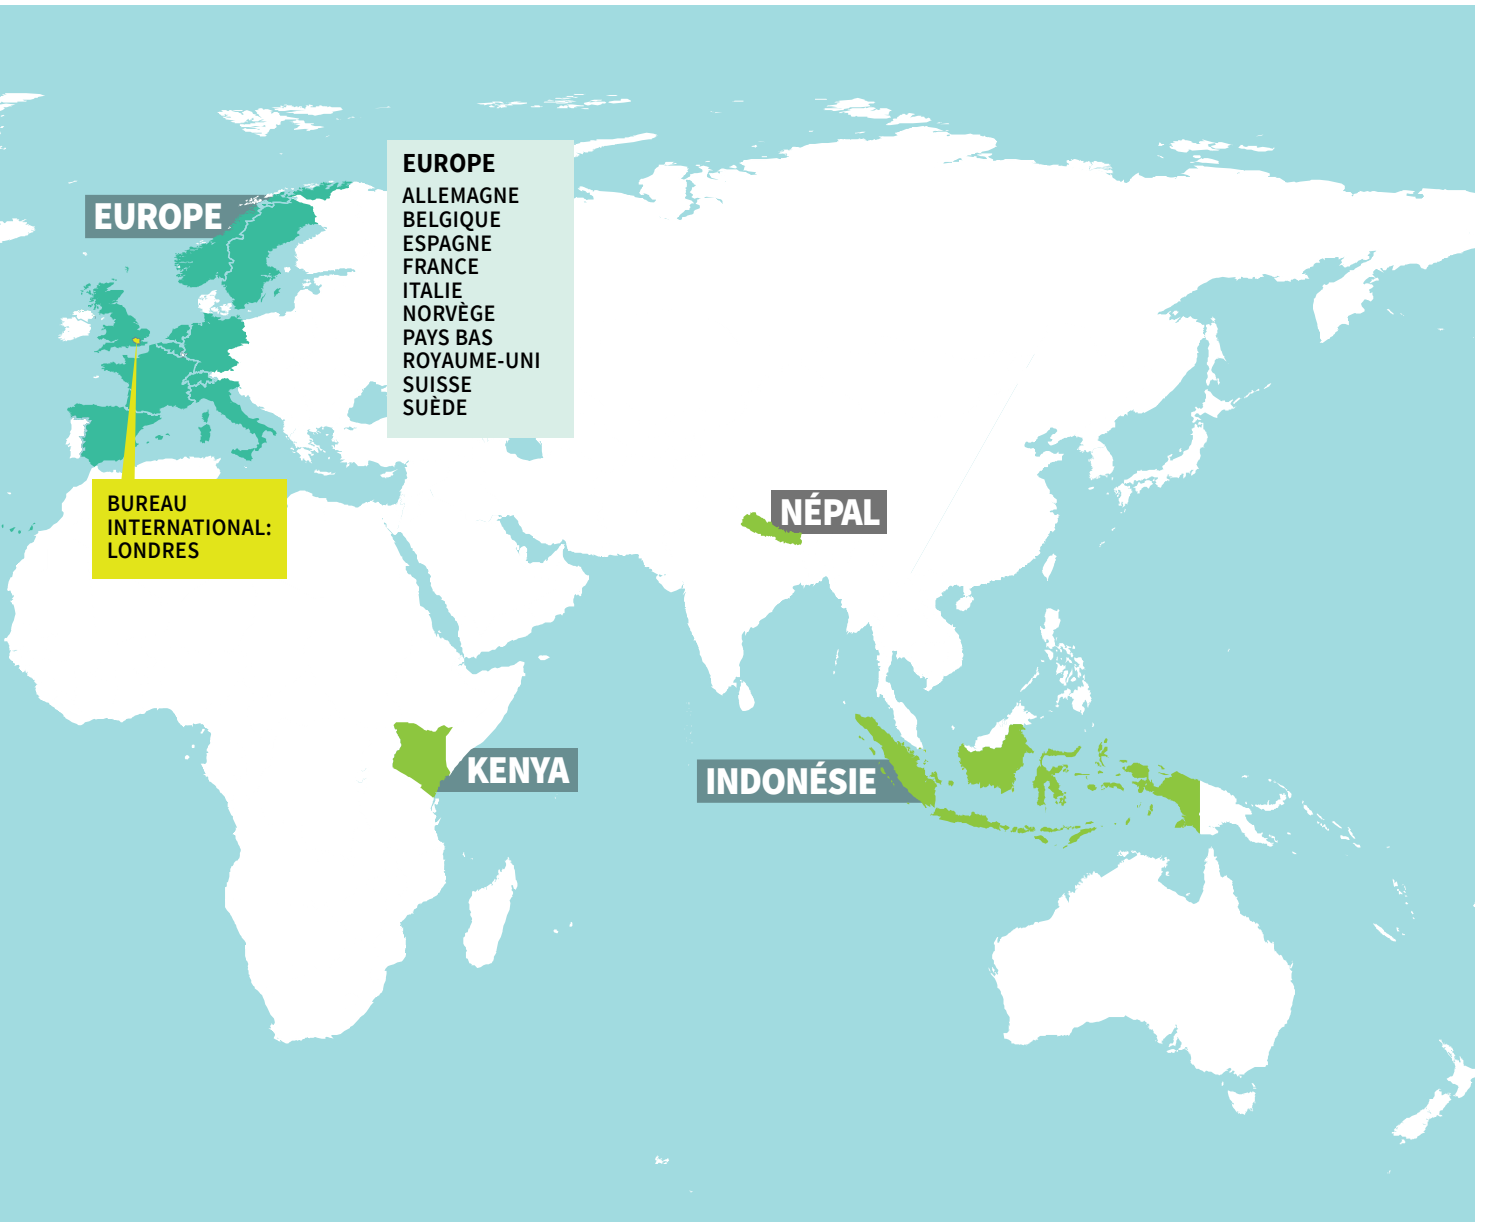 EUROPE
EUROPE
ALLEMAGNE
BELGIQUE
ESPAGNE
FRANCE
ITALIE
NORVÈGE
PAYS BAS
ROYAUME-UNI
SUISSE
SUÈDE
BUREAU
INTERNATIONAL:
LONDRES
NÉPAL
KENYA
INDONÉSIE